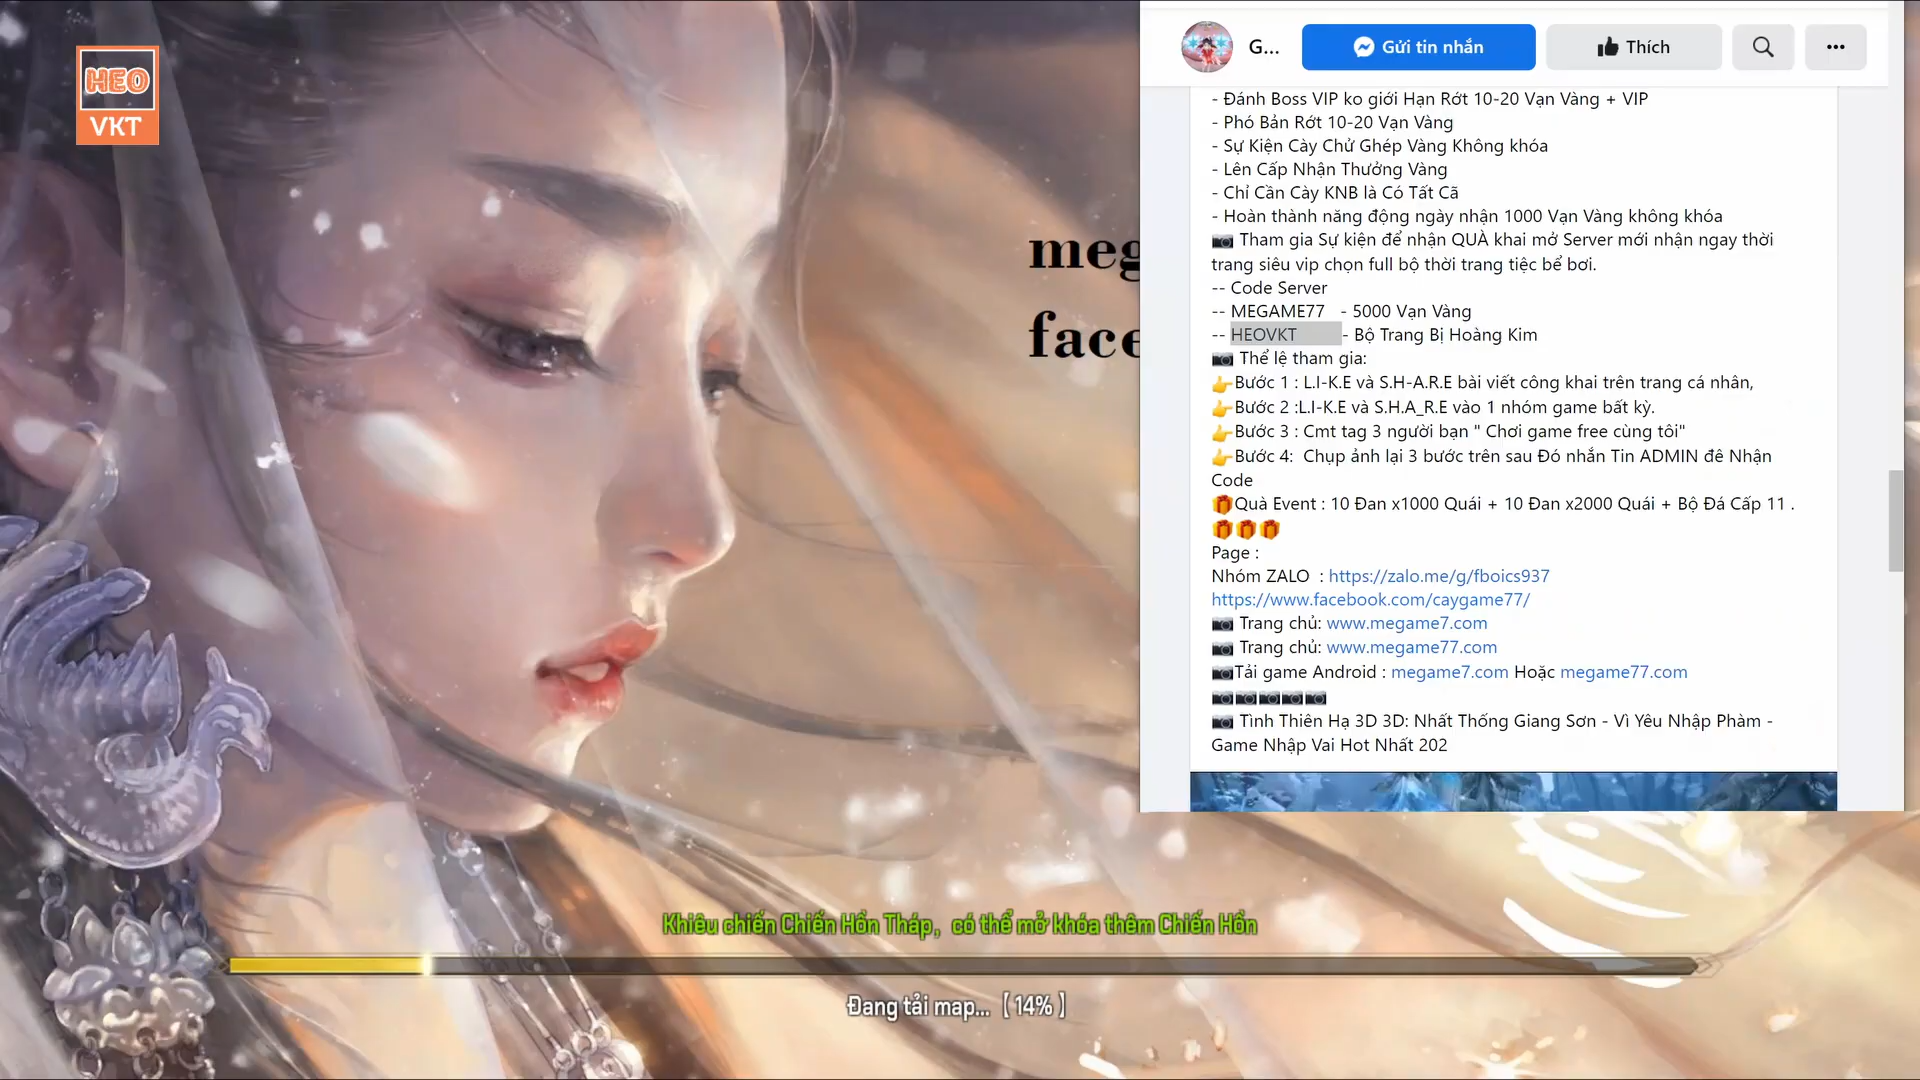 HEO
VKT
meg
face
G...
Gửi tin nhắn
Thích
- Đánh Boss VIP ko giới Hạn Rớt 10-20 Vạn Vàng + VIP
- Phó Bản Rớt 10-20 Vạn Vàng
- Sự Kiện Cày Chử Ghép Vàng Không khóa
- Lên Cấp Nhận Thưởng Vàng
- Chỉ Cần Cày KNB là Có Tất Cã
- Hoàn thành năng động ngày nhận 1000 Vạn Vàng không khóa
📷 Tham gia Sự kiện để nhận QUÀ khai mở Server mới nhận ngay thời
trang siêu vip chọn full bộ thời trang tiệc bể bơi.
-- Code Server
-- MEGAME77 - 5000 Vạn Vàng
-- HEOVKT - Bộ Trang Bị Hoàng Kim
📷 Thể lệ tham gia:
👉Bước 1 : L.I-K.E và S.H-A.R.E bài viết công khai trên trang cá nhân,
👉Bước 2 :L.I-K.E và S.H.A_R.E vào 1 nhóm game bất kỳ.
👉Bước 3 : Cmt tag 3 người bạn " Chơi game free cùng tôi"
👉Bước 4: Chụp ảnh lại 3 bước trên sau Đó nhắn Tin ADMIN đê Nhận
Code
🎁Quà Event : 10 Đan x1000 Quái + 10 Đan x2000 Quái + Bộ Đá Cấp 11 .
🎁🎁🎁
Page :
Nhóm ZALO : https://zalo.me/g/fboics937
https://www.facebook.com/caygame77/
📷 Trang chủ: www.megame7.com
📷 Trang chủ: www.megame77.com
📷Tải game Android : megame7.com Hoặc megame77.com
📷📷📷📷📷
📷 Tình Thiên Hạ 3D 3D: Nhất Thống Giang Sơn - Vì Yêu Nhập Phàm -
Game Nhập Vai Hot Nhất 202
Khiêu chiến Chiến Hồn Tháp, có thể mở khóa thêm Chiến Hồn
Đang tải map... [ 14% ]